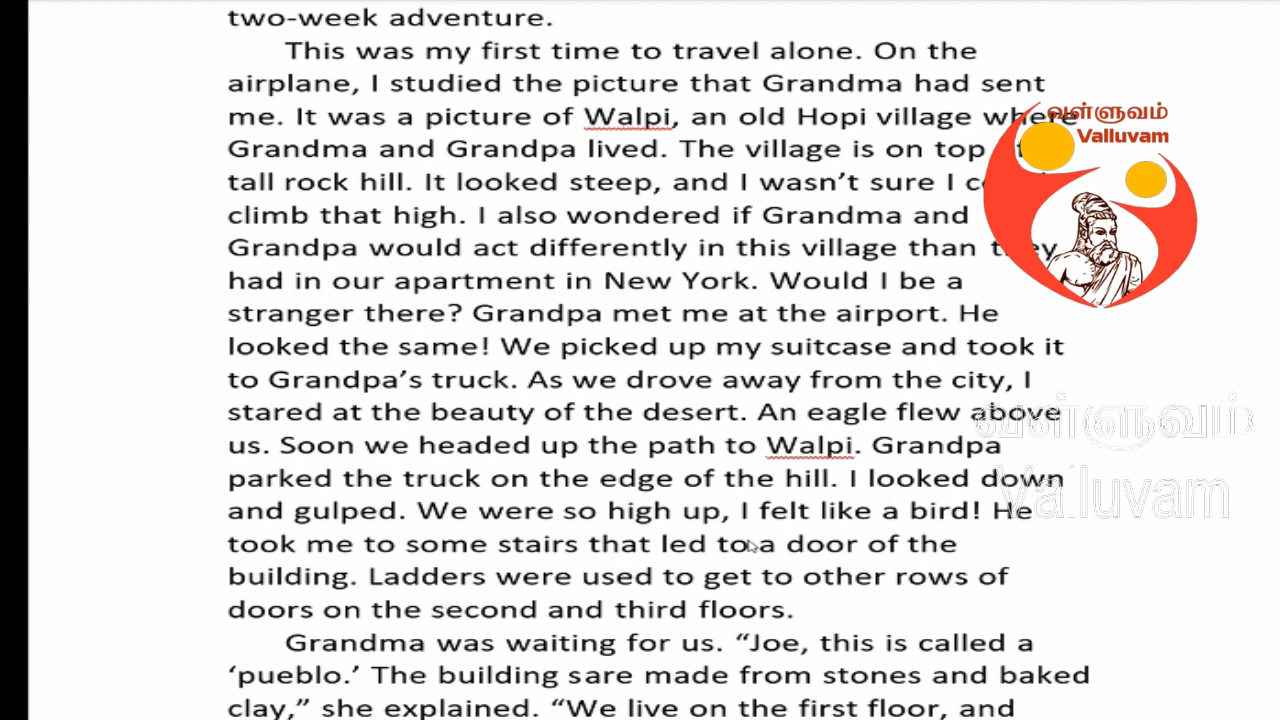 two-week adventure.
This was my first time to travel alone. On the
airplane, I studied the picture that Grandma had sent
me. It was a picture of Walpi, an old Hopi village where
Grandma and Grandpa lived. The village is on top
tall rock hill. It looked steep, and I wasn’t sure I
climb that high. I also wondered if Grandma and
Grandpa would act differently in this village than they
had in our apartment in New York. Would I be a
stranger there? Grandpa met me at the airport. He
looked the same! We picked up my suitcase and took it
to Grandpa’s truck. As we drove away from the city, I
stared at the beauty of the desert. An eagle flew above
us. Soon we headed up the path to Walpi. Grandpa
parked the truck on the edge of the hill. I looked down
and gulped. We were so high up, I felt like a bird! He
took me to some stairs that led to a door of the
building. Ladders were used to get to other rows of
doors on the second and third floors.
Grandma was waiting for us. “Joe, this is called a
‘pueblo.’ The building sare made from stones and baked
clay,” she explained. “We live on the first floor, and
வள்ளுவம்
Valluvam
வள்ளுவம்
Valluvam